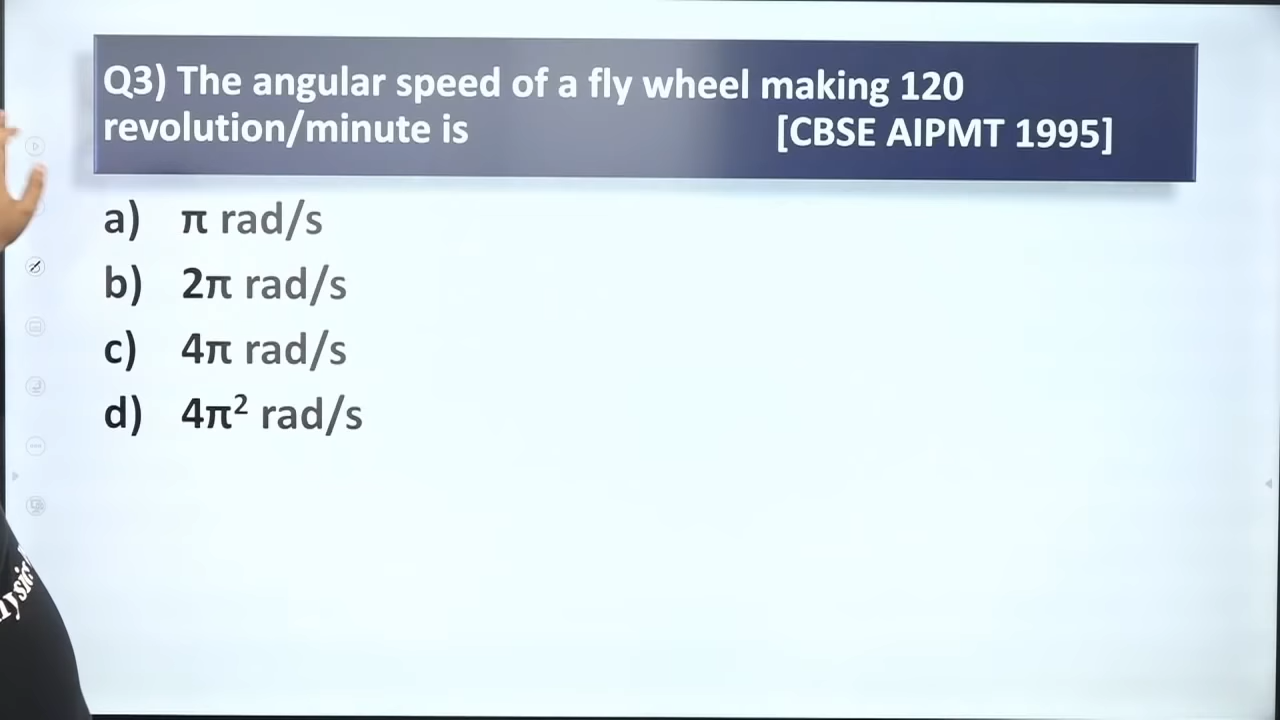 Q3) The angular speed of a fly wheel making 120
revolution/minute is [CBSE AIPMT 1995]
a) π rad/s
b) 2π rad/s
c) 4π rad/s
d) 4π² rad/s